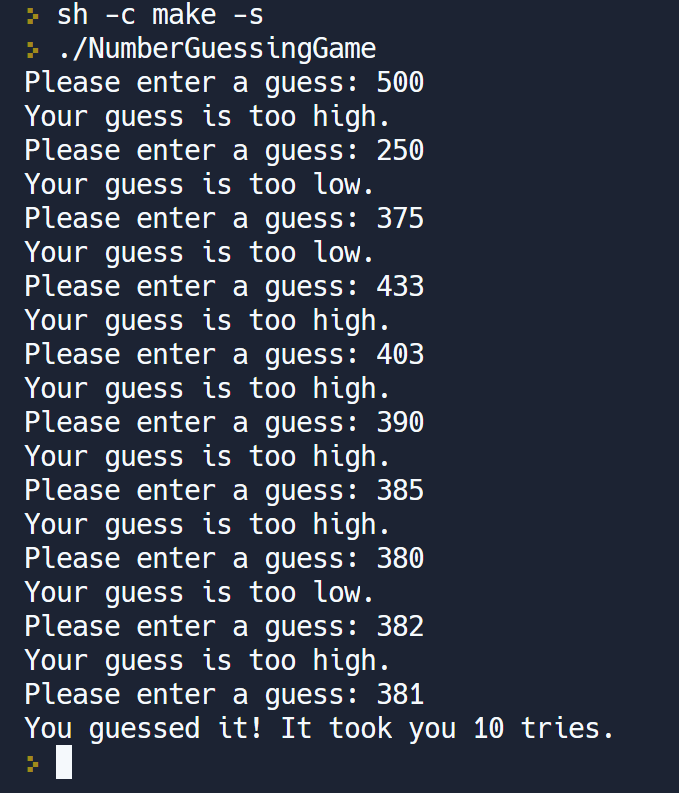 sh -c make -s
./NumberGuessingGame
Please enter a guess: 500
Your guess is too high.
Please enter a guess: 250
Your guess is too low.
Please enter a guess: 375
Your guess is too low.
Please enter a guess: 433
Your guess is too high.
Please enter a guess: 403
Your guess is too high.
Please enter a guess: 390
Your guess is too high.
Please enter a guess: 385
Your guess is too high.
Please enter a guess: 380
Your guess is too low.
Please enter a guess: 382
Your guess is too high.
Please enter a guess: 381
You guessed it! It took you 10 tries.